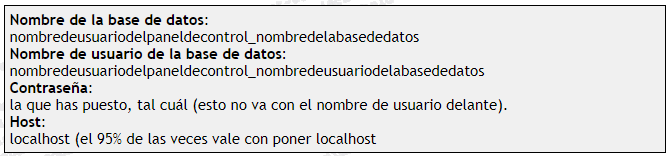 Nombre de la base de datos:
nombredeusuariodelpaneldecontrol_nombredelabasededatos
Nombre de usuario de la base de datos:
nombredeusuariodelpaneldecontrol_nombredeusuariodelabasededatos
Contraseña:
la que has puesto, tal cuál (esto no va con el nombre de usuario delante).
Host:
localhost (el 95% de las veces vale con poner localhost